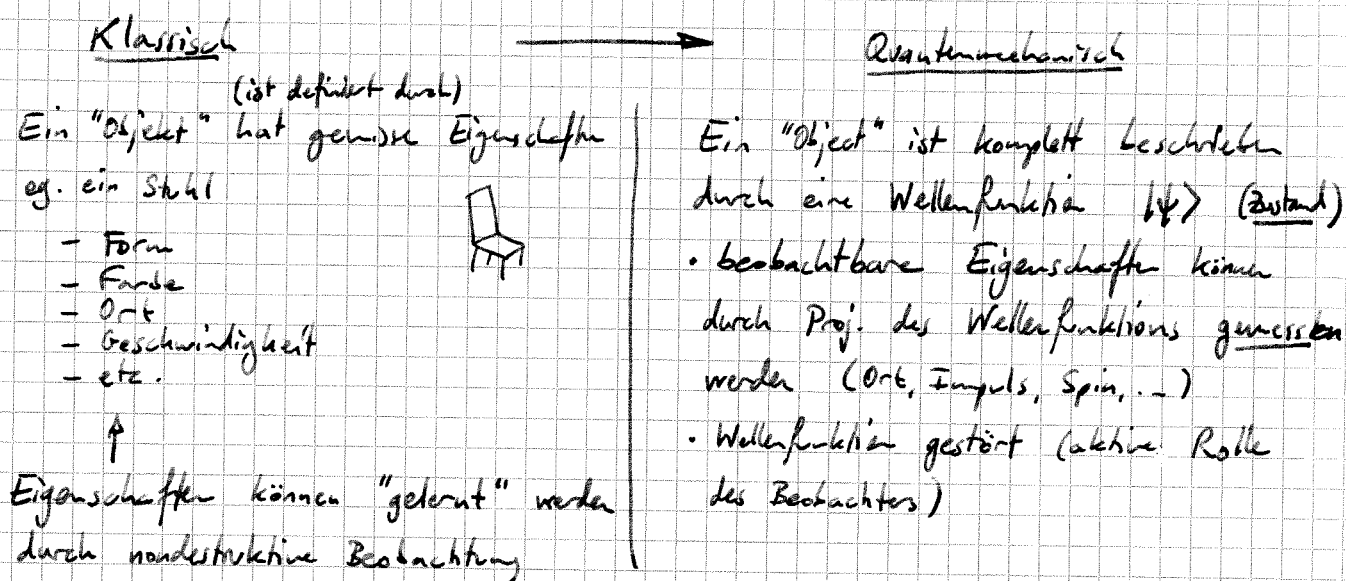 Klassisch
(ist definiert durch)
Ein "Objekt" hat gewisse Eigenschaften
eg. ein Stuhl
- Form
- Farbe
- Ort
- Geschwindigkeit
- etc.
Eigenschaften können "gelernt" werden
durch nondestruktive Beobachtung
Quantenmechanisch
Ein "Object" ist komplett beschrieben
durch eine Wellenfunktion |ψ> (Zustand)
• beobachtbare Eigenschaften können
durch Proj. des Wellenfunktions gemessen
werden (Ort, Impuls, Spin, ...)
• Wellenfunktion gestört (aktive Rolle
des Beobachters)